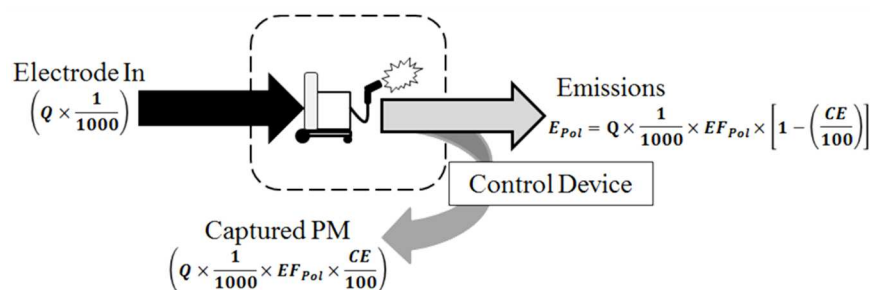 Electrode In
(Q × 1/1000)
Emissions
E_Pol = Q × 1/1000 × EF_Pol × [1 − (CE/100)]
Control Device
Captured PM
(Q × 1/1000 × EF_Pol × CE/100)